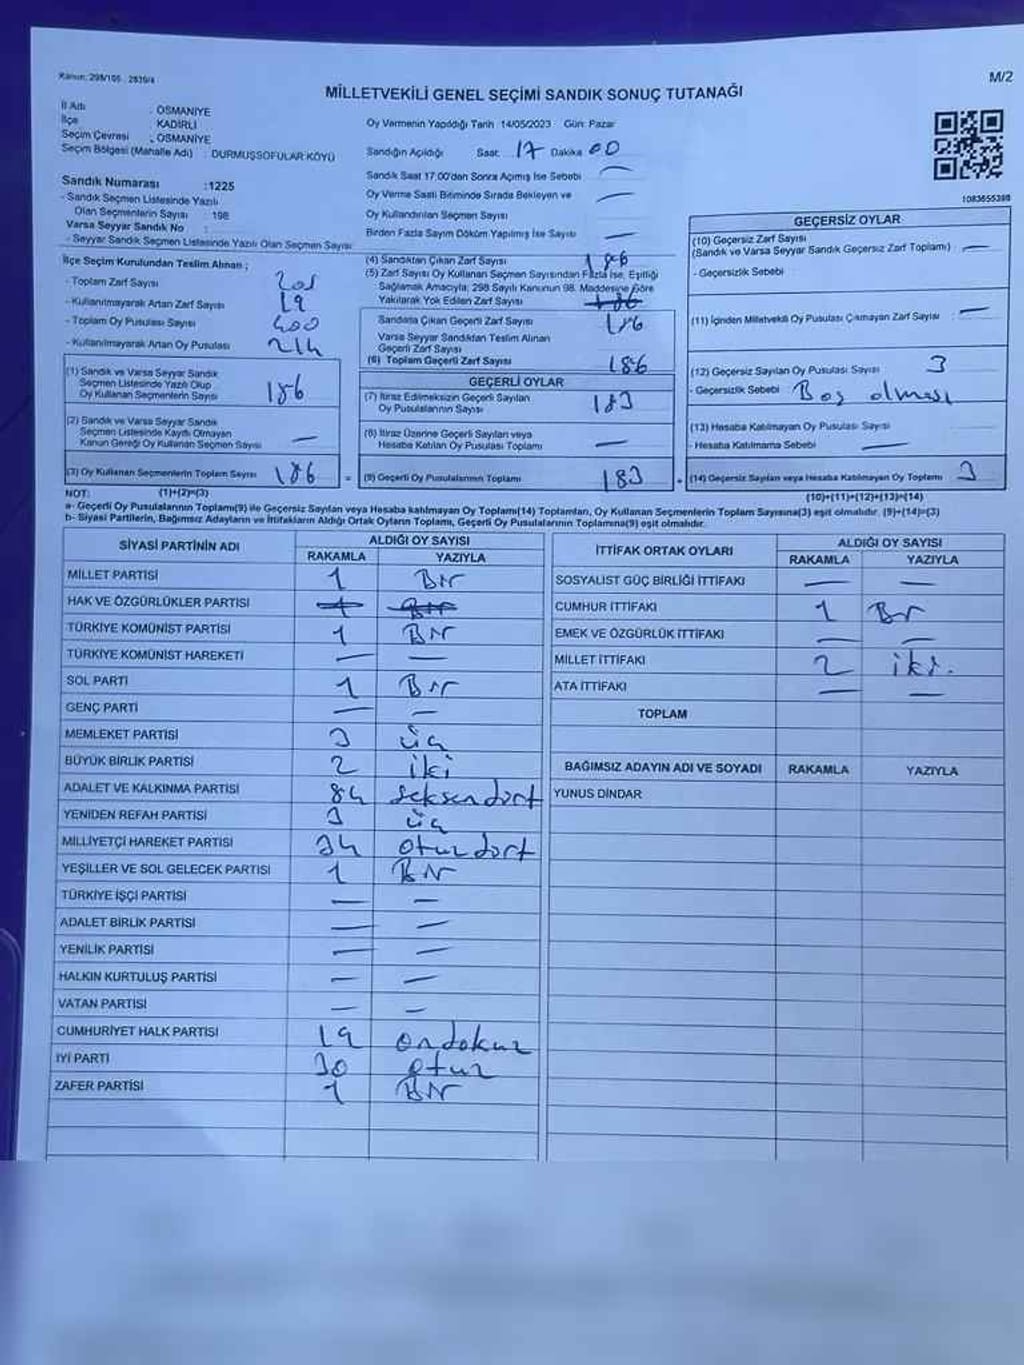 Kanun: 298/105 2839/4
M/2
MİLLETVEKİLİ GENEL SEÇİMİ SANDIK SONUÇ TUTANAĞI
İl Adı : OSMANİYE
İlçe : KADİRLİ
Seçim Çevresi : OSMANİYE
Seçim Bölgesi (Mahalle Adı) : DURMUŞSOFULAR KÖYÜ
Sandık Numarası :1225
- Sandık Seçmen Listesinde Yazılı
Olan Seçmenlerin Sayısı : 198
Varsa Seyyar Sandık No :
- Seyyar Sandık Seçmen Listesinde Yazılı Olan Seçmen Sayısı:
Oy Vermenin Yapıldığı Tarih :14/05/2023 Gün: Pazar
Sandığın Açıldığı Saat: 17 Dakika 00
Sandık Saat 17:00'den Sonra Açılmış İse Sebebi —
Oy Verme Saati Bitiminde Sırada Bekleyen ve —
Oy Kullandırılan Seçmen Sayısı
Birden Fazla Sayım Döküm Yapılmış İse Sayısı —
1083655398
İlçe Seçim Kurulundan Teslim Alınan ;
- Toplam Zarf Sayısı 201
- Kullanılmayarak Artan Zarf Sayısı 19
- Toplam Oy Pusulası Sayısı 400
- Kullanılmayarak Artan Oy Pusulası 214
(4) Sandıktan Çıkan Zarf Sayısı 186
(5) Zarf Sayısı Oy Kullanan Seçmen Sayısından Fazla İse, Eşitliği
Sağlamak Amacıyla; 298 Sayılı Kanunun 98. Maddesine Göre
Yakılarak Yok Edilen Zarf Sayısı 186
Sandıkta Çıkan Geçerli Zarf Sayısı 186
Varsa Seyyar Sandıktan Teslim Alınan
Geçerli Zarf Sayısı
(6) Toplam Geçerli Zarf Sayısı 186
GEÇERSİZ OYLAR
(10) Geçersiz Zarf Sayısı
(Sandık ve Varsa Seyyar Sandık Geçersiz Zarf Toplamı) —
- Geçersizlik Sebebi
(11) İçinden Milletvekili Oy Pusulası Çıkmayan Zarf Sayısı : —
(12) Geçersiz Sayılan Oy Pusulası Sayısı 3
- Geçersizlik Sebebi Boş olması
(13) Hesaba Katılmayan Oy Pusulası Sayısı
- Hesaba Katılmama Sebebi —
(14) Geçersiz Sayılan veya Hesaba Katılmayan Oy Toplamı 3
(10)+(11)+(12)+(13)=(14)
(1) Sandık ve Varsa Seyyar Sandık
Seçmen Listesinde Yazılı Olup
Oy Kullanan Seçmenlerin Sayısı 186
(2) Sandık ve Varsa Seyyar Sandık
Seçmen Listesinde Kayıtlı Olmayan
Kanun Gereği Oy Kullanan Seçmen Sayısı —
(3) Oy Kullanan Seçmenlerin Toplam Sayısı 186 =
GEÇERLİ OYLAR
(7) İtiraz Edilmeksizin Geçerli Sayılan
Oy Pusulalarının Sayısı 183
(8) İtiraz Üzerine Geçerli Sayılan veya
Hesaba Katılan Oy Pusulası Toplamı —
(9) Geçerli Oy Pusulalarının Toplamı 183 +
NOT: (1)+(2)=(3)
a- Geçerli Oy Pusulalarının Toplamı(9) ile Geçersiz Sayılan veya Hesaba katılmayan Oy Toplamı(14) Toplamları, Oy Kullanan Seçmenlerin Toplam Sayısına(3) eşit olmalıdır. (9)+(14)=(3)
b- Siyasi Partilerin, Bağımsız Adayların ve İttifakların Aldığı Ortak Oyların Toplamı, Geçerli Oy Pusulalarının Toplamına(9) eşit olmalıdır.
SİYASİ PARTİNİN ADI ALDIĞI OY SAYISI
RAKAMLA YAZIYLA
MİLLET PARTİSİ 1 Bir
HAK VE ÖZGÜRLÜKLER PARTİSİ 1 Bir
TÜRKİYE KOMÜNİST PARTİSİ 1 Bir
TÜRKİYE KOMÜNİST HAREKETİ — —
SOL PARTİ 1 Bir
GENÇ PARTİ — —
MEMLEKET PARTİSİ 3 üç
BÜYÜK BİRLİK PARTİSİ 2 iki
ADALET VE KALKINMA PARTİSİ 84 seksendört
YENİDEN REFAH PARTİSİ 3 üç
MİLLİYETÇİ HAREKET PARTİSİ 34 otuzdört
YEŞİLLER VE SOL GELECEK PARTİSİ 1 Bir
TÜRKİYE İŞÇİ PARTİSİ — —
ADALET BİRLİK PARTİSİ — —
YENİLİK PARTİSİ — —
HALKIN KURTULUŞ PARTİSİ — —
VATAN PARTİSİ — —
CUMHURİYET HALK PARTİSİ 19 ondokuz
İYİ PARTİ 30 otuz
ZAFER PARTİSİ 1 Bir
İTTİFAK ORTAK OYLARI ALDIĞI OY SAYISI
RAKAMLA YAZIYLA
SOSYALİST GÜÇ BİRLİĞİ İTTİFAKI — —
CUMHUR İTTİFAKI 1 Bir
EMEK VE ÖZGÜRLÜK İTTİFAKI — —
MİLLET İTTİFAKI 2 iki.
ATA İTTİFAKI — —
TOPLAM
BAĞIMSIZ ADAYIN ADI VE SOYADI RAKAMLA YAZIYLA
YUNUS DİNDAR